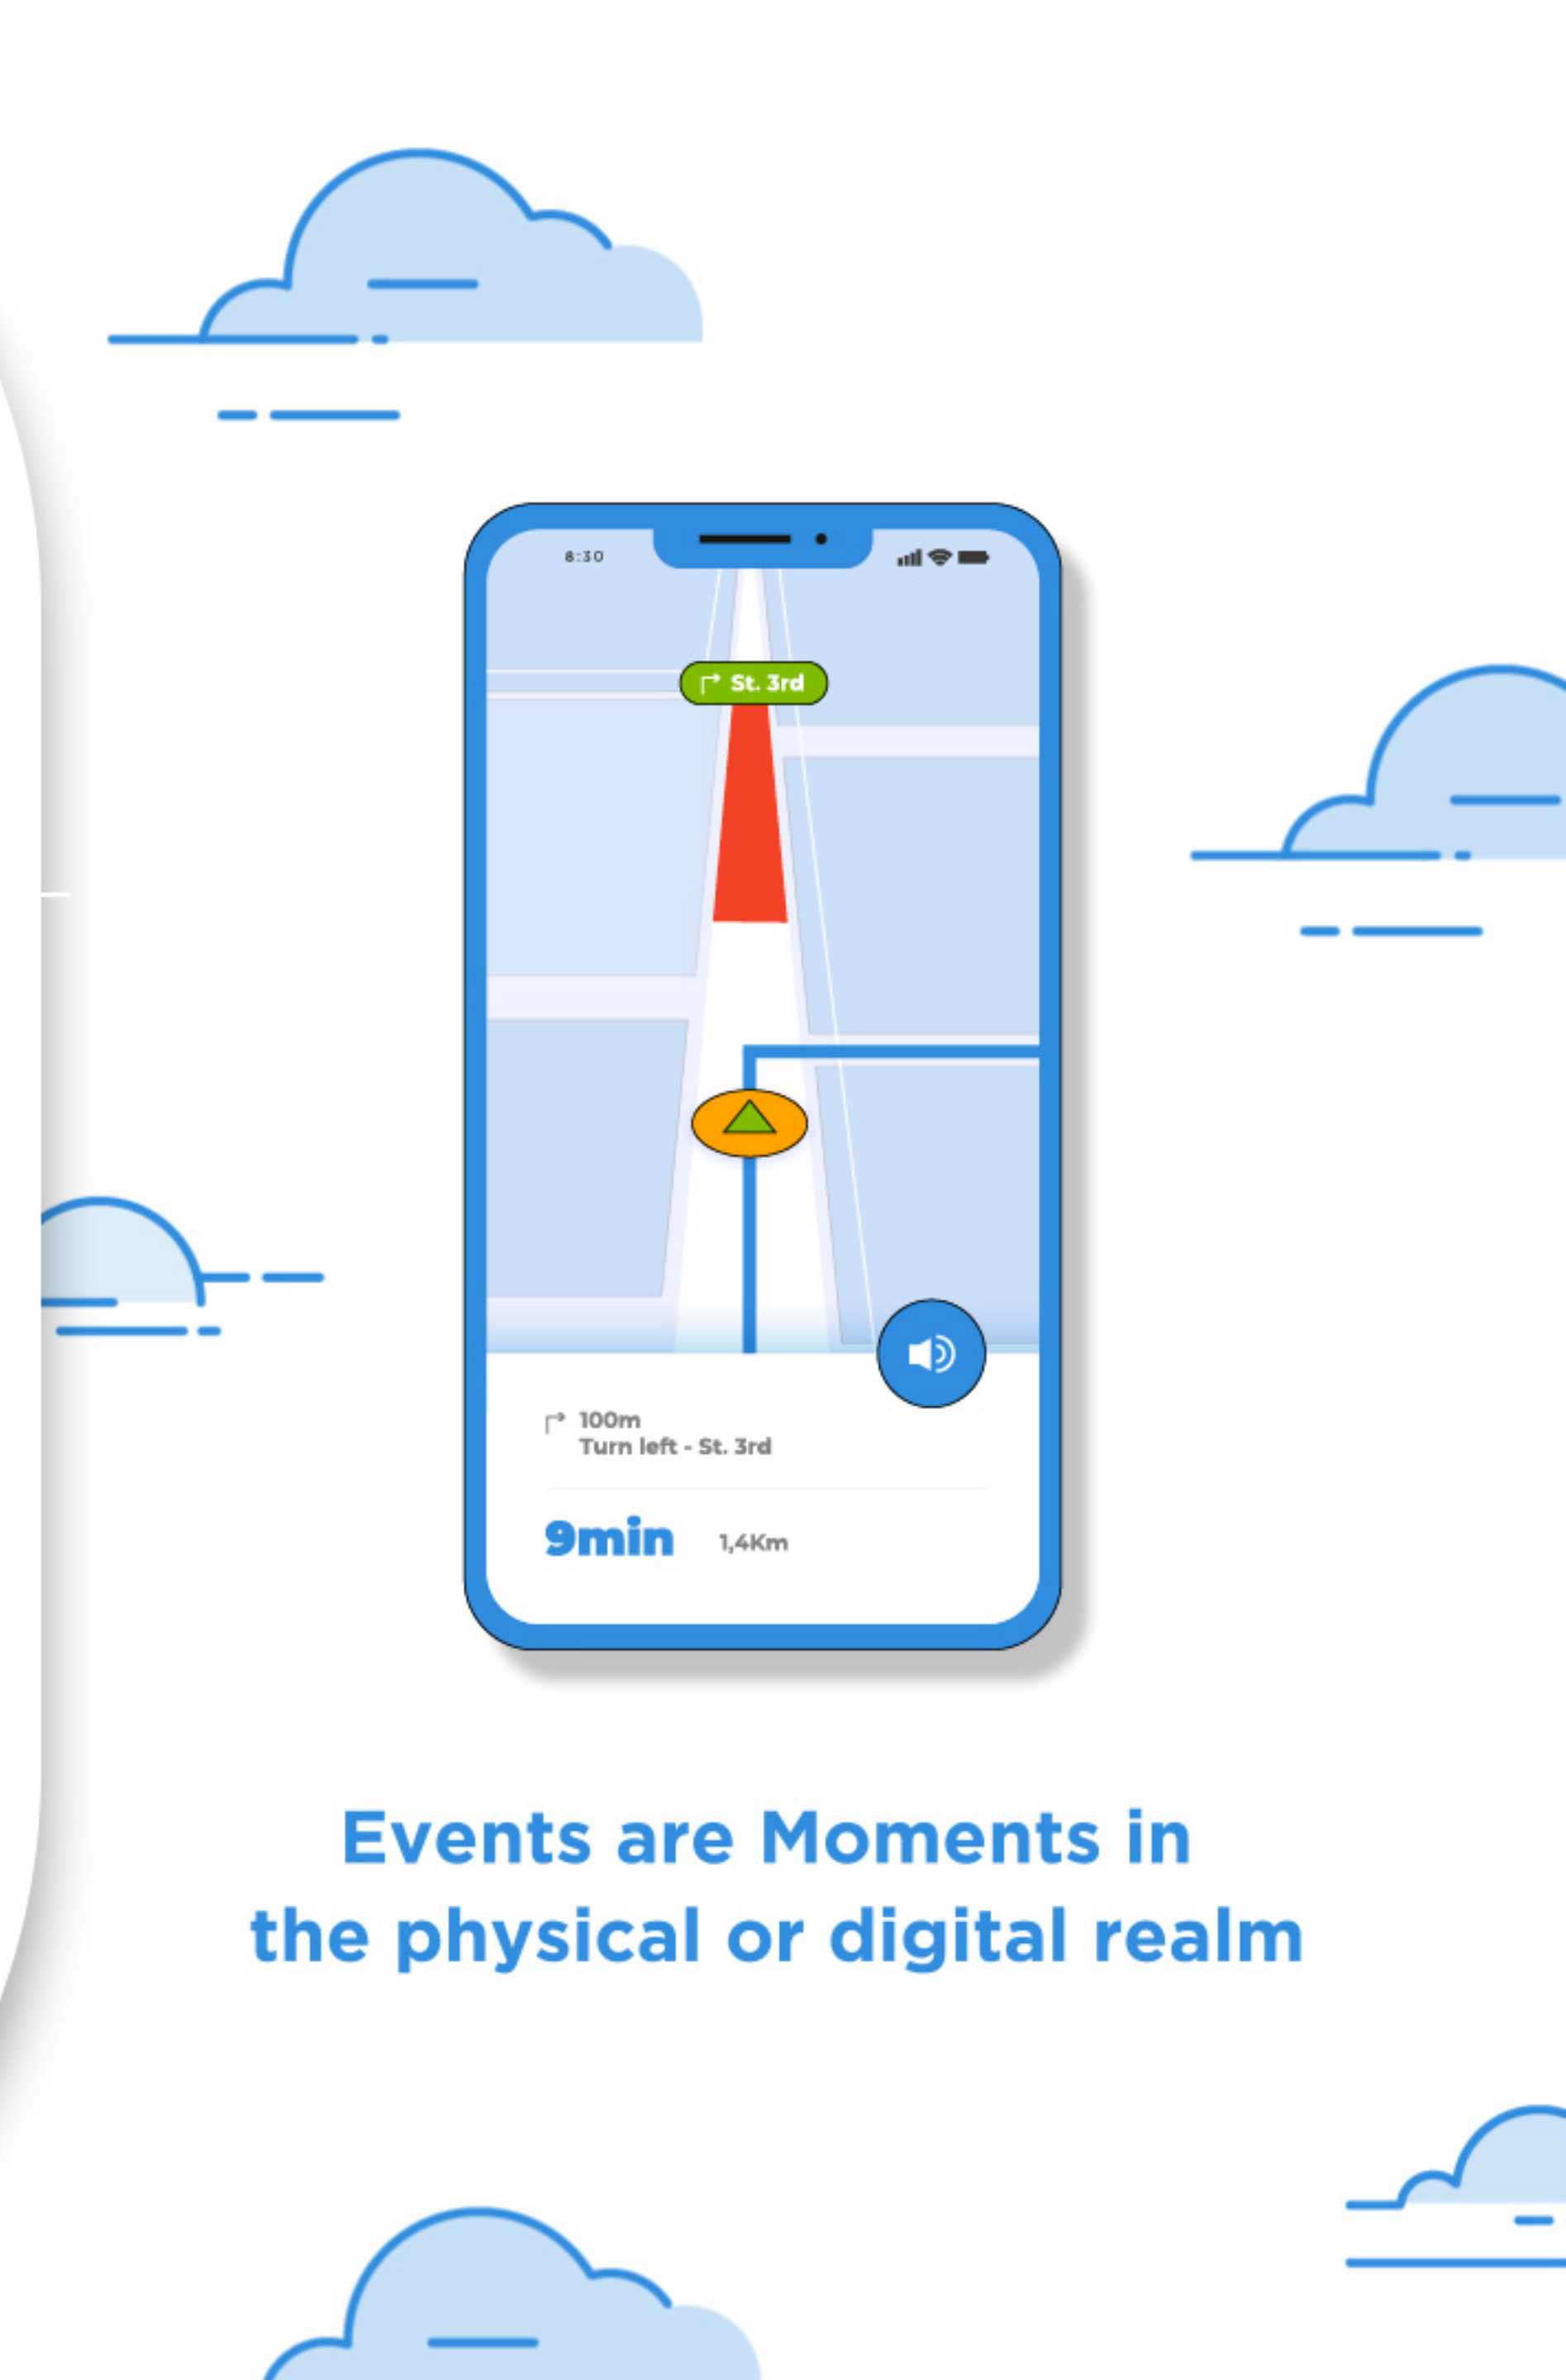 8:30
St. 3rd
100m
Turn left - St. 3rd
9min 1,4Km
Events are Moments in
the physical or digital realm